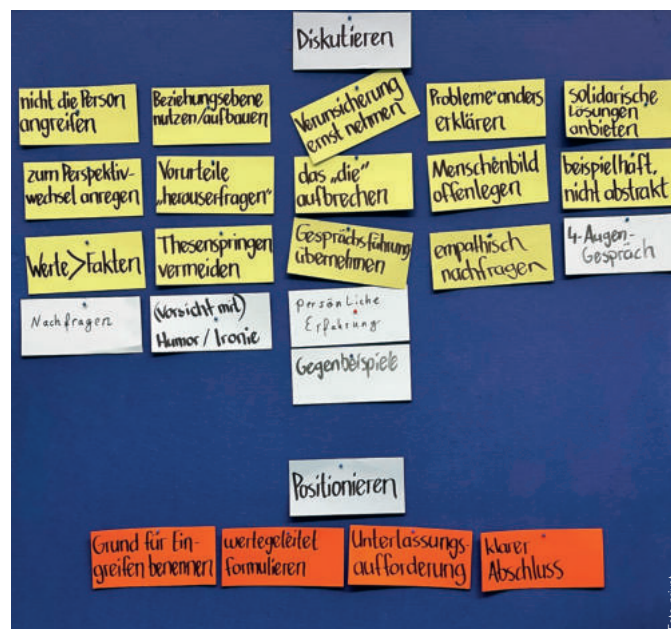 Diskutieren
nicht die Person
angreifen
Beziehungsebene
nutzen/aufbauen
Verunsicherung
ernst nehmen
Probleme anders
erklären
solidarische
Lösungen
anbieten
zum Perspektiv-
wechsel anregen
Vorurteile
„herauserfragen"
das „die"
aufbrechen
Menschenbild
offenlegen
beispielhaft,
nicht abstrakt
Werte>Fakten
Thesenspringen
vermeiden
Gesprächsführung
übernehmen
empathisch
nachfragen
4-Augen-
Gespräch
Nachfragen
(Vorsicht mit)
Humor / Ironie
persönliche
Erfahrung
Gegenbeispiele
Positionieren
Grund für Ein-
greifen benennen
wertegeleitet
formulieren
Unterlassungs-
aufforderung
klarer
Abschluss